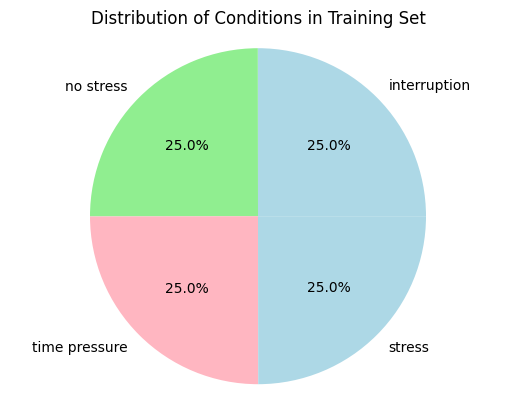 Distribution of Conditions in Training Set
no stress
interruption
25.0%
25.0%
25.0%
25.0%
time pressure
stress